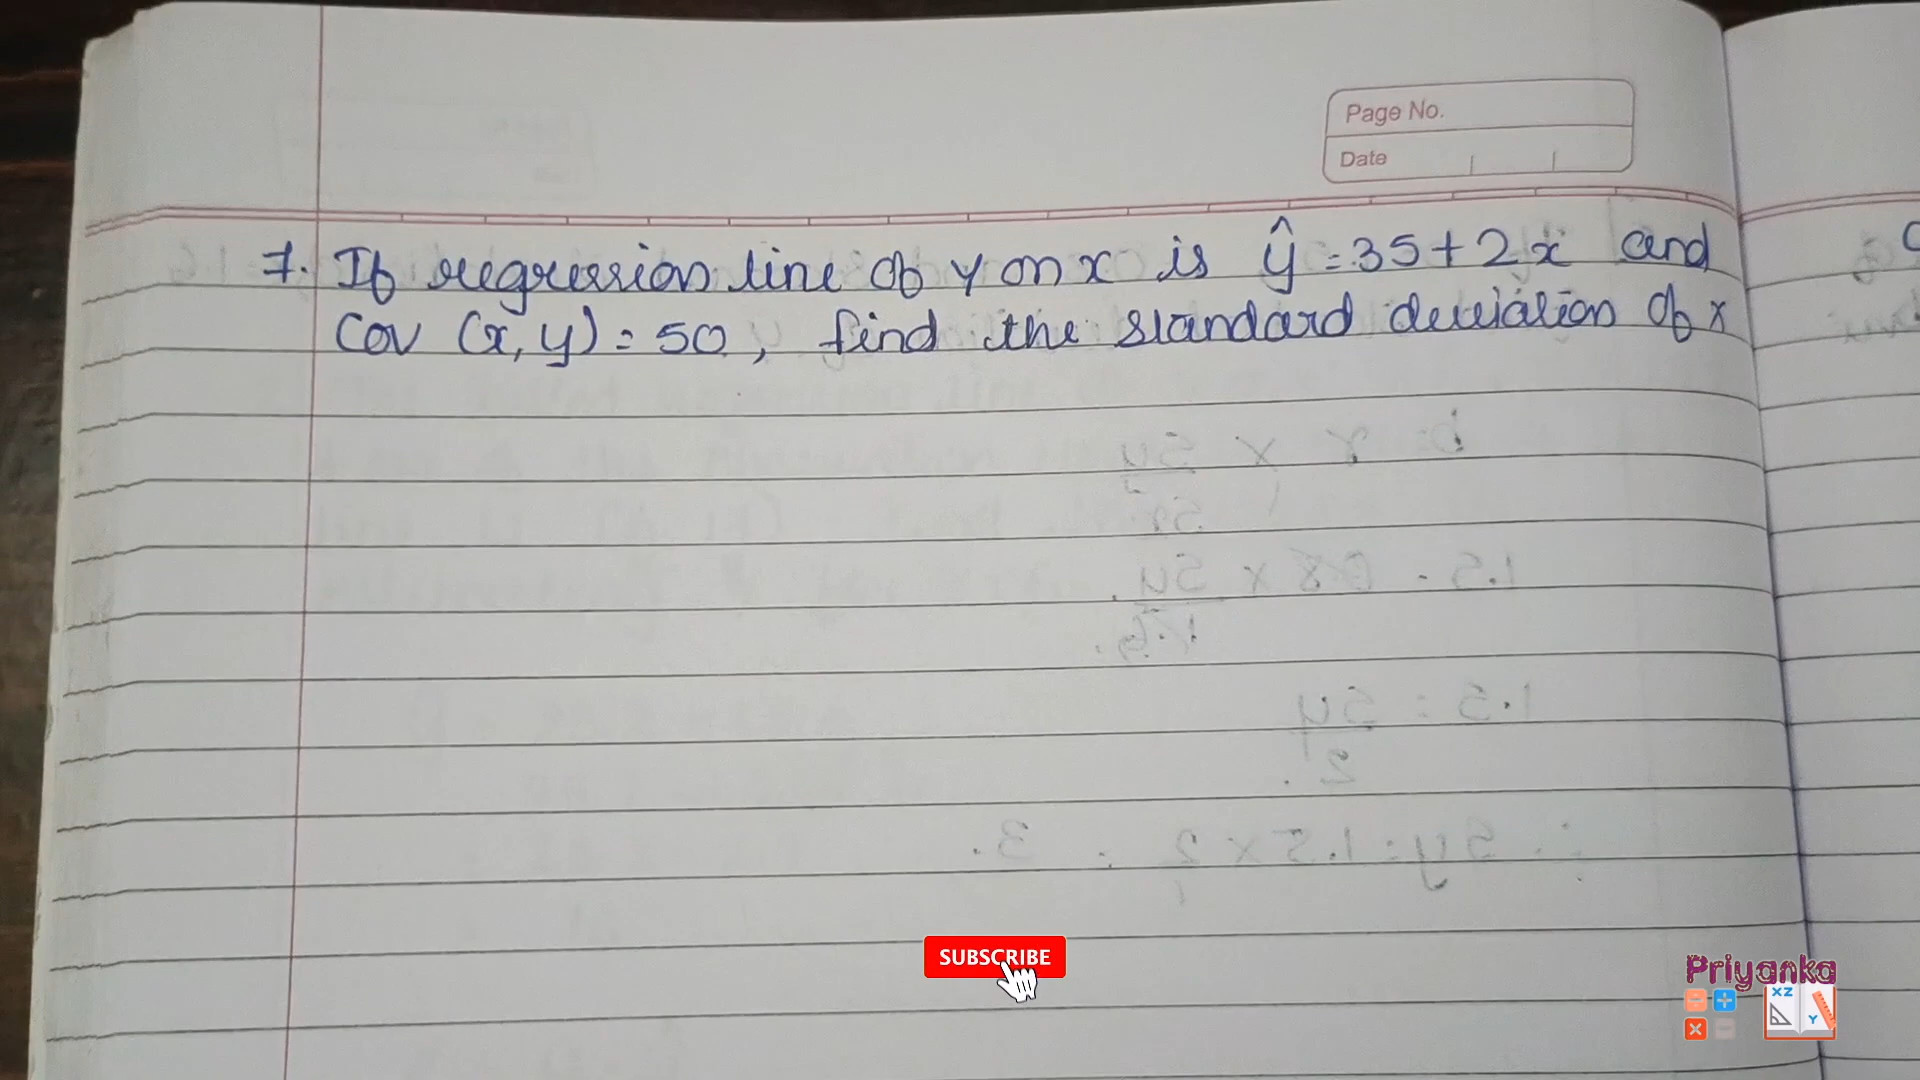 Page No.
Date
7. If regression line of Y on x is ŷ = 35 + 2x and
Cov (x, y) = 50, find the standard deviation of x
SUBSCRIBE
Priyanka
XZ
Y